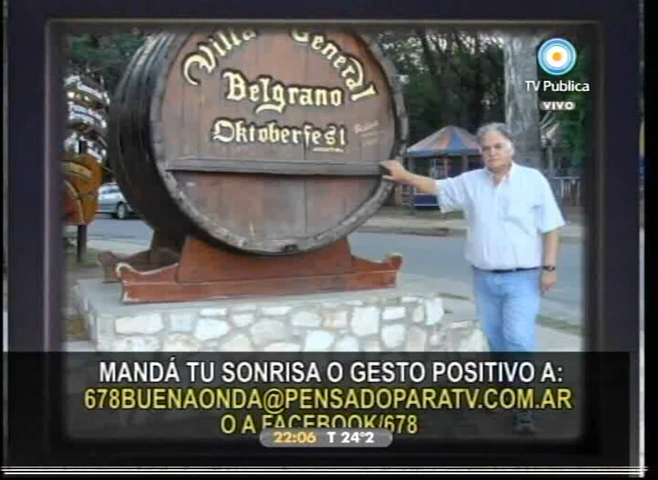 Villa General
Belgrano
Oktoberfest
TV Publica
VIVO
MANDÁ TU SONRISA O GESTO POSITIVO A:
678BUENAONDA@PENSADOPARATV.COM.AR
O A FACEBOOK/678
22:06 T 24°2